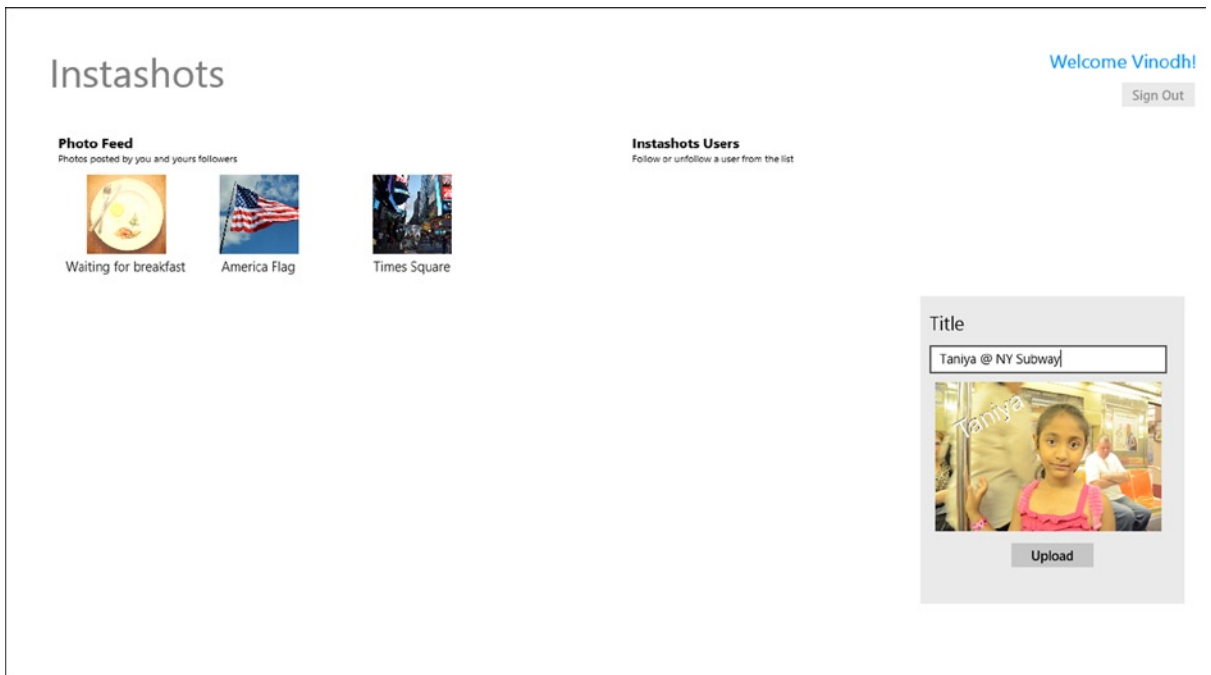 Instashots
Welcome Vinodh!
Sign Out
Photo Feed
Photos posted by you and yours followers
Waiting for breakfast
America Flag
Times Square
Instashots Users
Follow or unfollow a user from the list
Title
Taniya @ NY Subway
Taniya
Upload